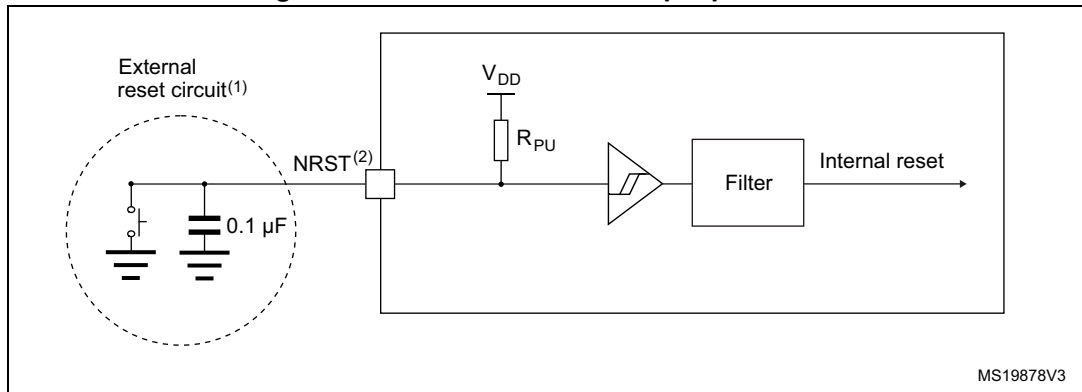 External
reset circuit(1)
VDD
RPU
NRST(2)
Filter
Internal reset
0.1 µF
MS19878V3